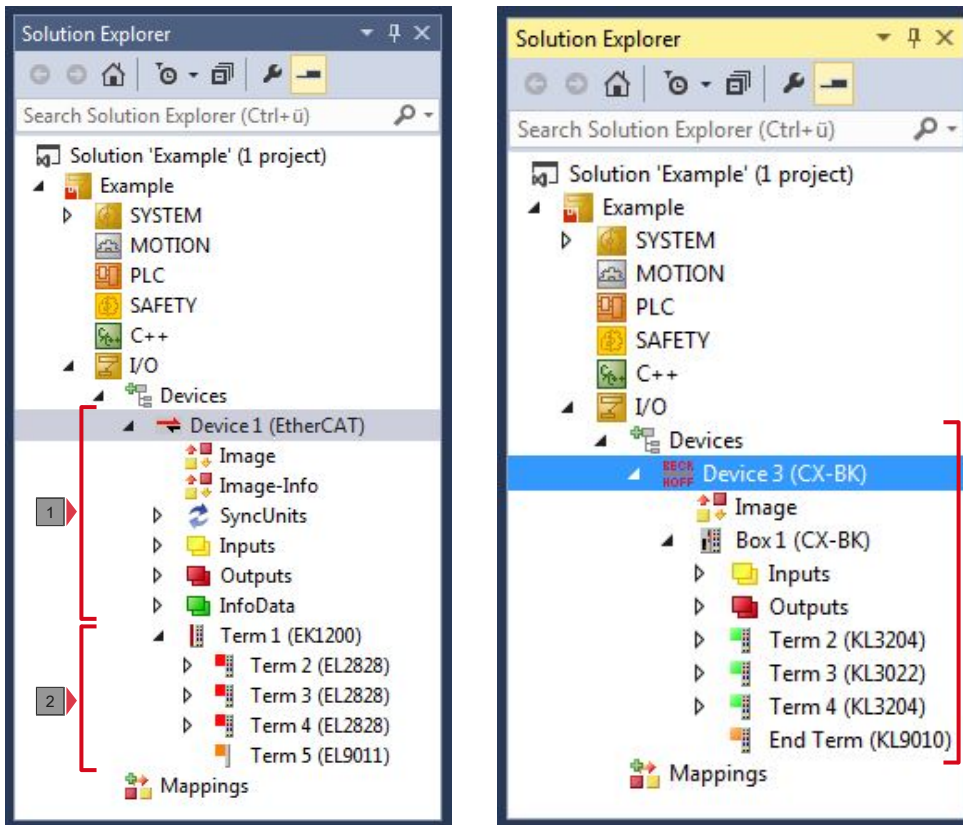 Solution Explorer
Search Solution Explorer (Ctrl+ü)
Solution 'Example' (1 project)
Example
SYSTEM
MOTION
PLC
SAFETY
C++
I/O
Devices
Device 1 (EtherCAT)
Image
Image-Info
1
SyncUnits
Inputs
Outputs
InfoData
Term 1 (EK1200)
Term 2 (EL2828)
2
Term 3 (EL2828)
Term 4 (EL2828)
Term 5 (EL9011)
Mappings
Solution Explorer
Search Solution Explorer (Ctrl+ü)
Solution 'Example' (1 project)
Example
SYSTEM
MOTION
PLC
SAFETY
C++
I/O
Devices
BECK
HOFF
Device 3 (CX-BK)
Image
Box 1 (CX-BK)
Inputs
Outputs
Term 2 (KL3204)
Term 3 (KL3022)
Term 4 (KL3204)
End Term (KL9010)
Mappings